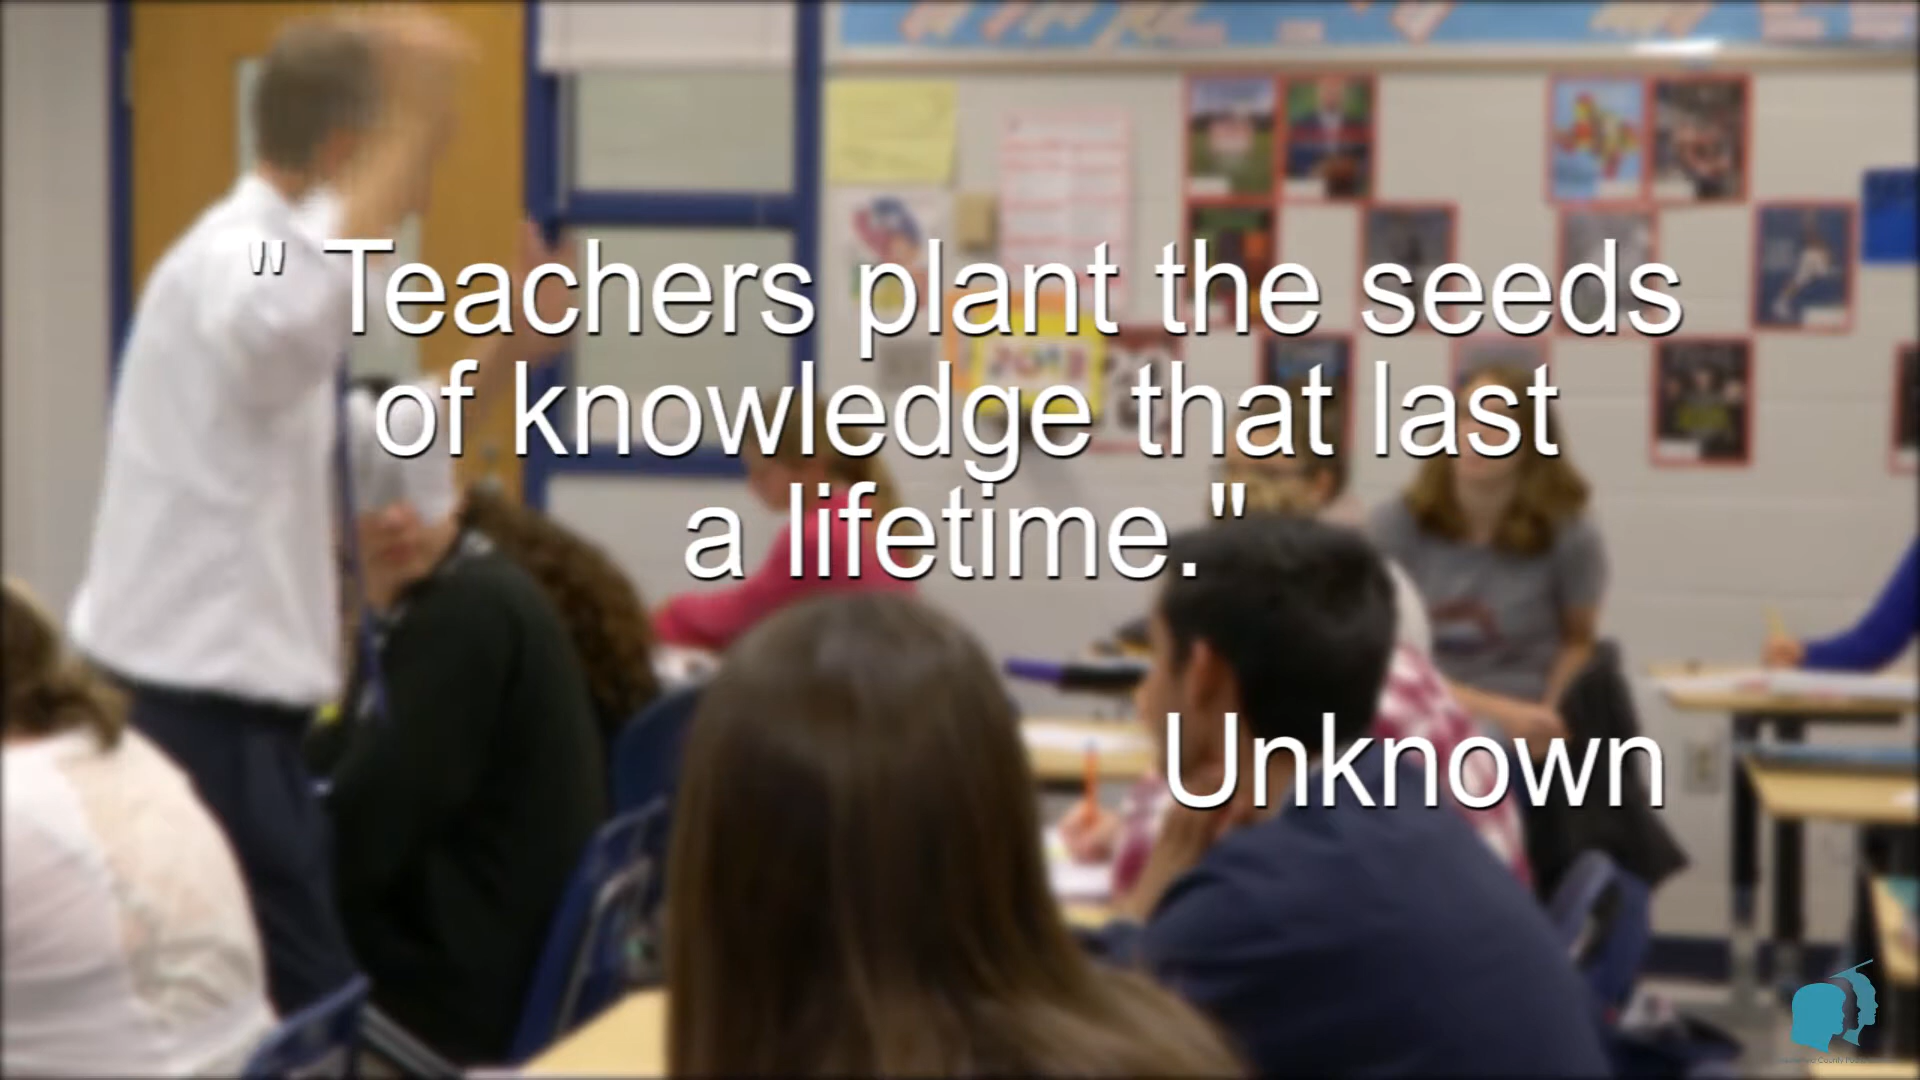 " Teachers plant the seeds
of knowledge that last
a lifetime."
Unknown